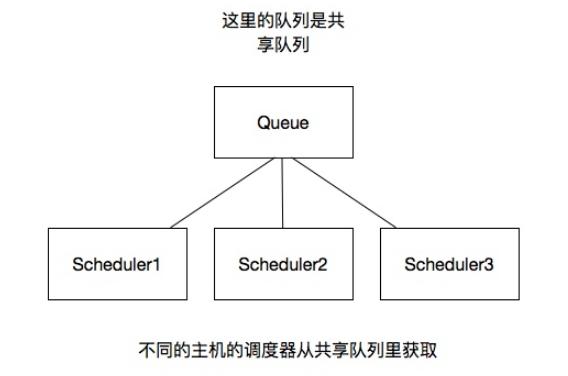 这里的队列是共
享队列
Queue
Scheduler1
Scheduler2
Scheduler3
不同的主机的调度器从共享队列里获取